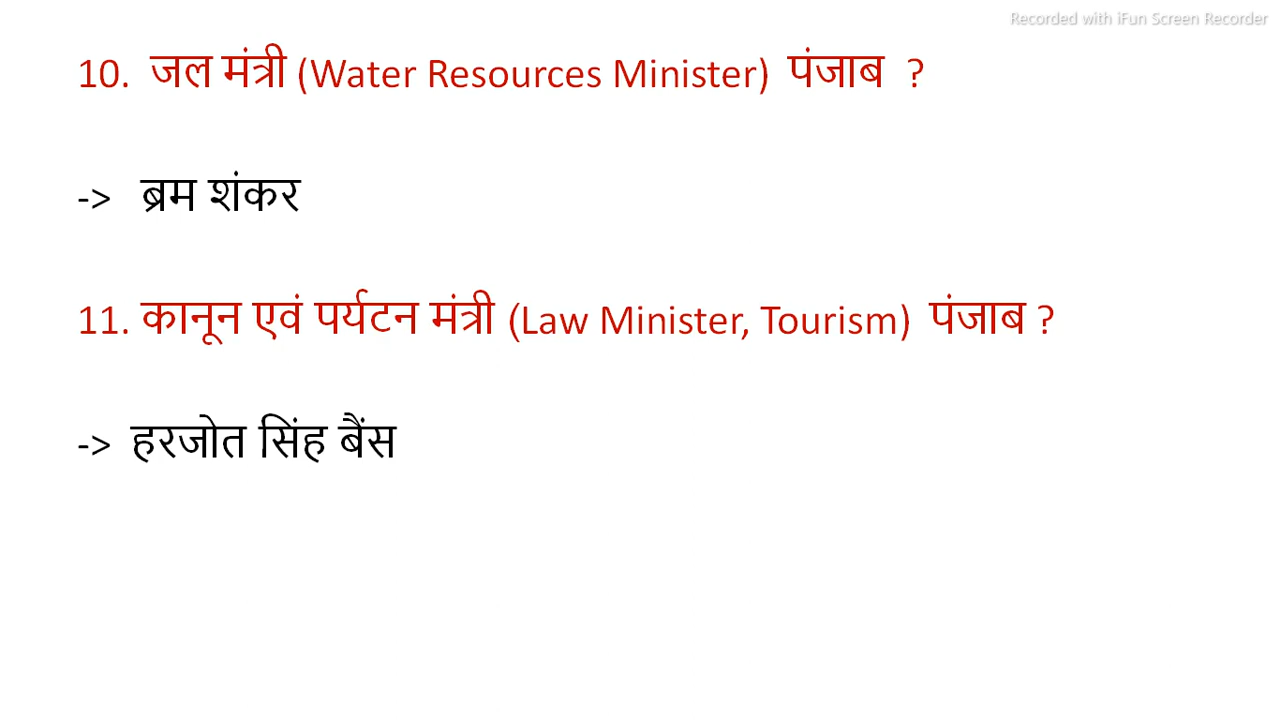 Recorded with iFun Screen Recorder
10. जल मंत्री (Water Resources Minister) पंजाब ?
-> ब्रम शंकर
11. कानून एवं पर्यटन मंत्री (Law Minister, Tourism) पंजाब ?
-> हरजोत सिंह बैंस